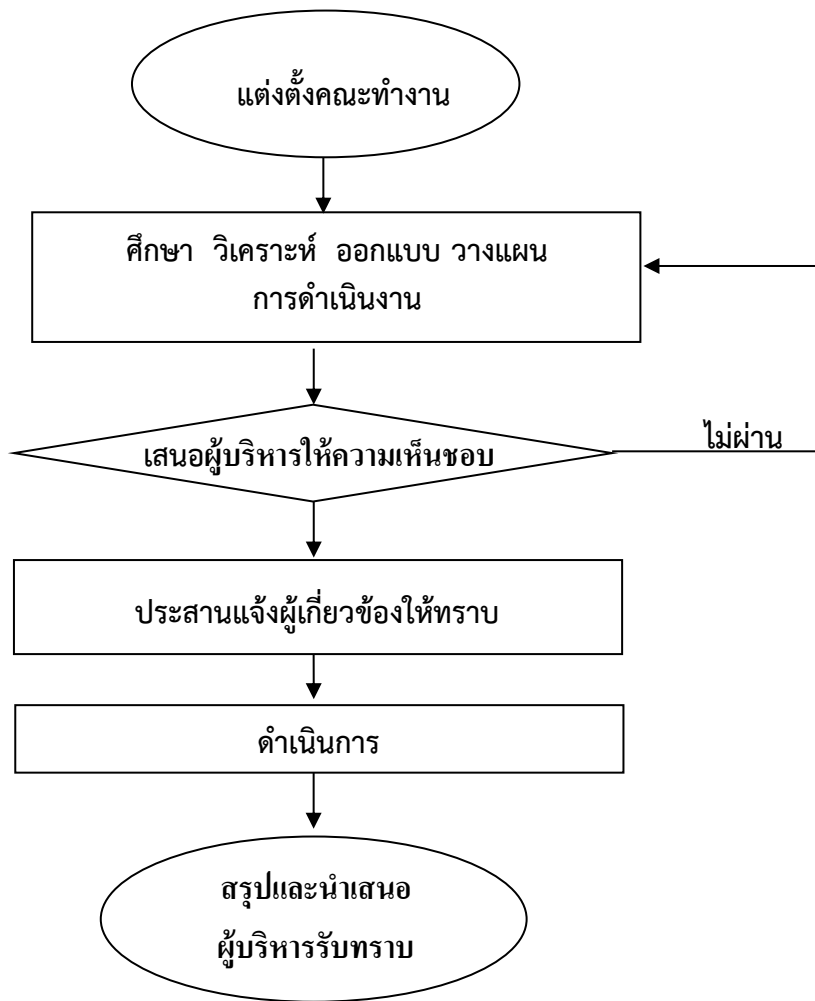 แต่งตั้งคณะทำงาน
ศึกษา วิเคราะห์ ออกแบบ วางแผน
การดำเนินงาน
เสนอผู้บริหารให้ความเห็นชอบ
ไม่ผ่าน
ประสานแจ้งผู้เกี่ยวข้องให้ทราบ
ดำเนินการ
สรุปและนำเสนอ
ผู้บริหารรับทราบ